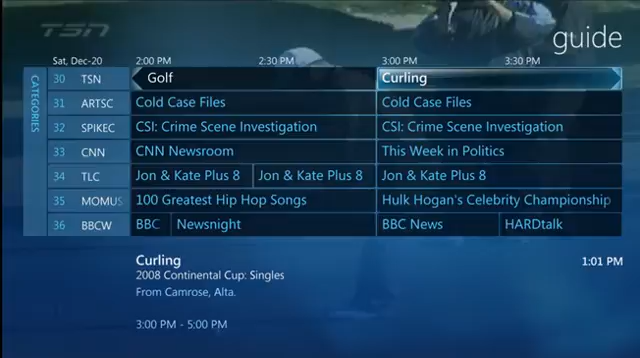 TSN
guide
Sat, Dec-20 2:00 PM 2:30 PM 3:00 PM 3:30 PM
CATEGORIES
30 TSN Golf Curling
31 ARTSC Cold Case Files Cold Case Files
32 SPIKEC CSI: Crime Scene Investigation CSI: Crime Scene Investigation
33 CNN CNN Newsroom This Week in Politics
34 TLC Jon & Kate Plus 8 Jon & Kate Plus 8 Jon & Kate Plus 8
35 MOMUS 100 Greatest Hip Hop Songs Hulk Hogan's Celebrity Championship
36 BBCW BBC Newsnight BBC News HARDtalk
Curling 1:01 PM
2008 Continental Cup: Singles
From Camrose, Alta.
3:00 PM - 5:00 PM